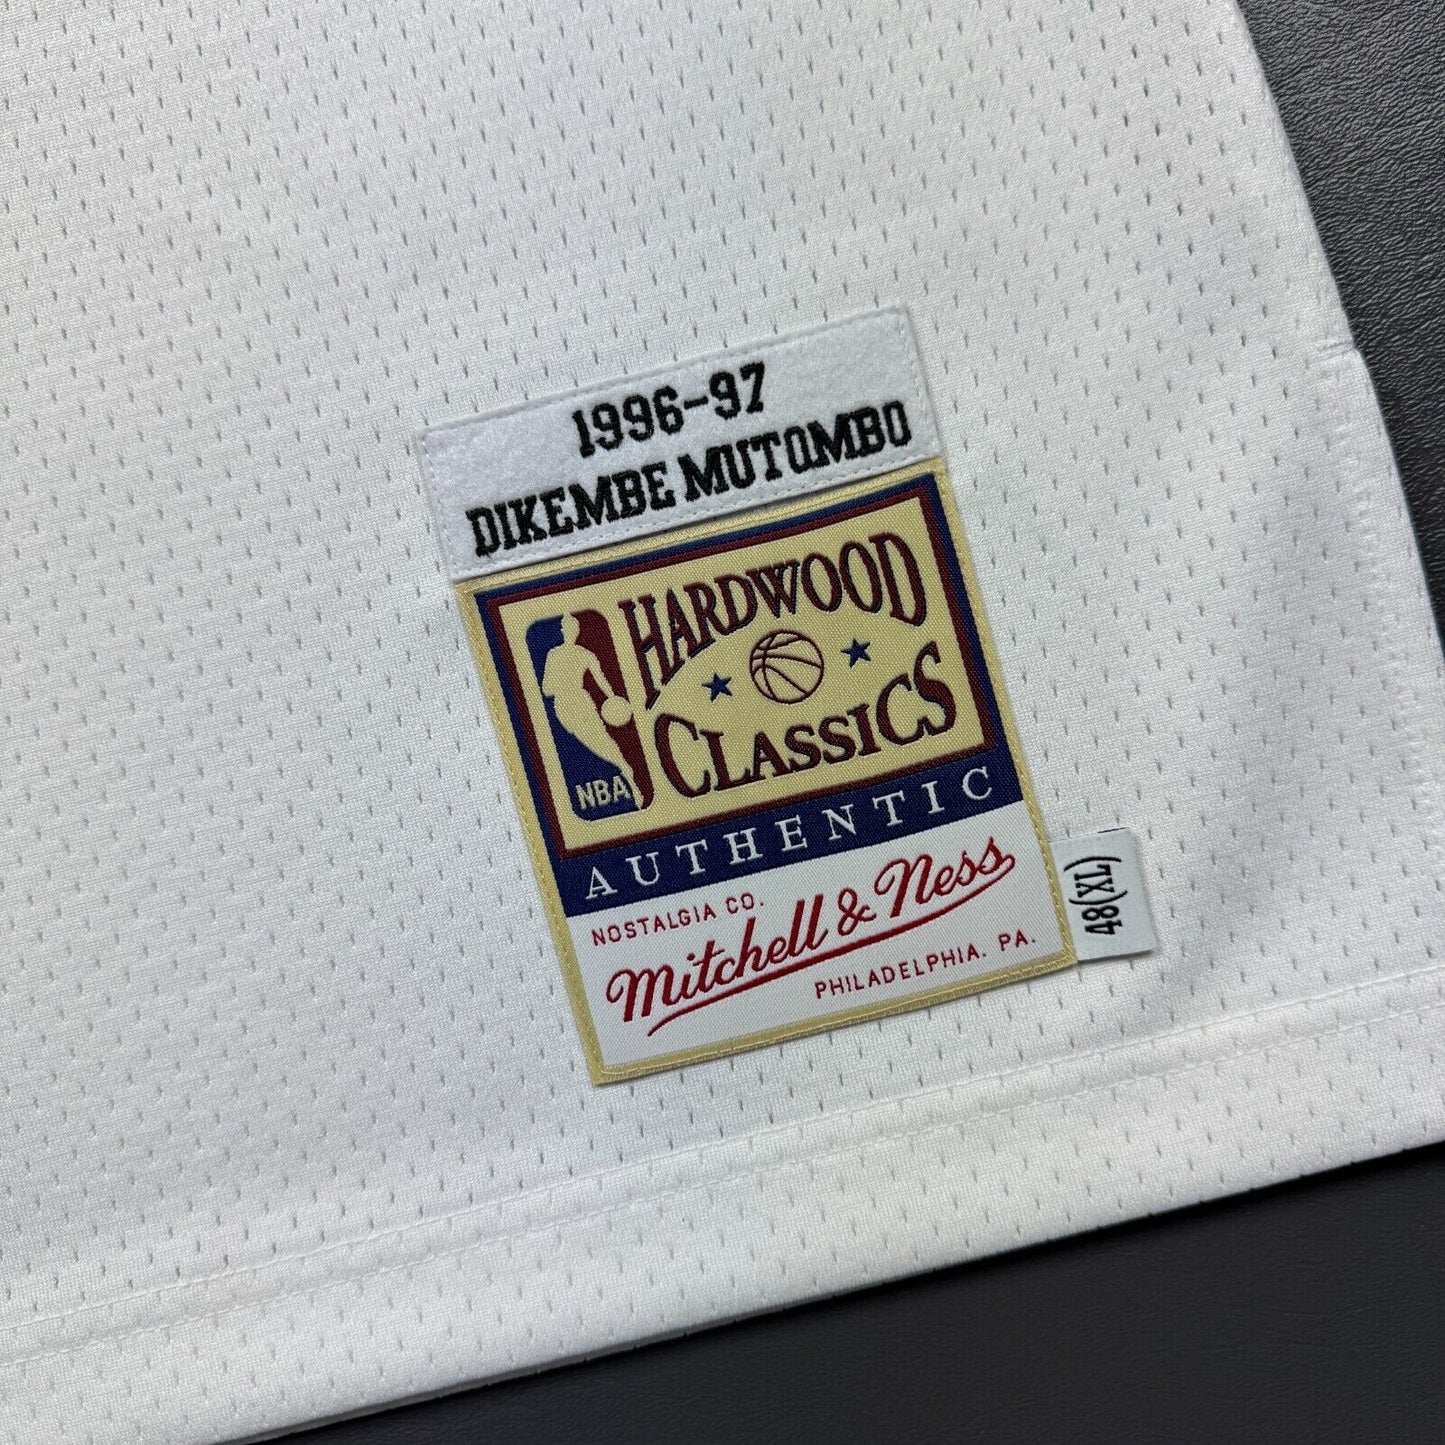 1996-97
DIKEMBE MUTOMBO
HARDWOOD
CLASSICS
NBA
AUTHENTIC
NOSTALGIA CO.
Mitchell & Ness
PHILADELPHIA. PA.
48(XL)